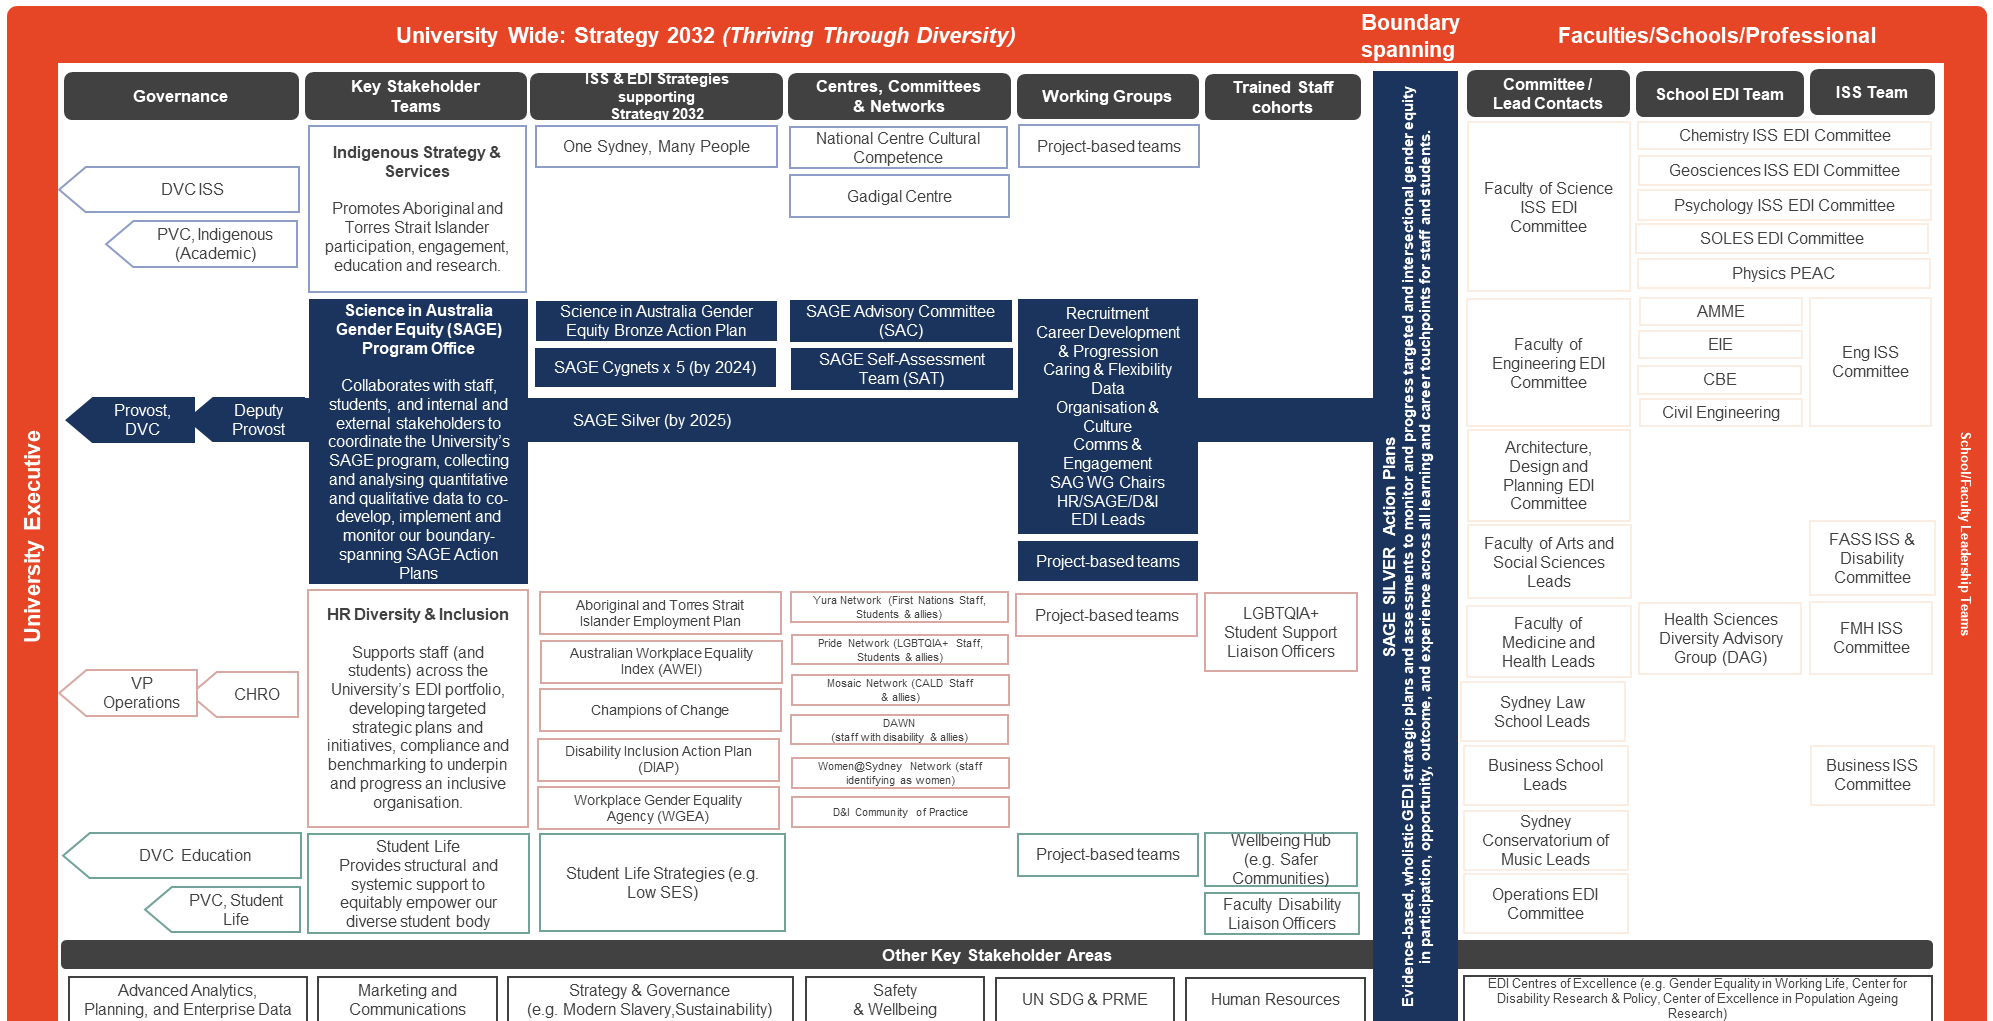 University Wide: Strategy 2032 (Thriving Through Diversity)
Boundary
spanning
Faculties/Schools/Professional
University Executive
Governance
Key Stakeholder
Teams
ISS & EDI Strategies
supporting
Strategy 2032
Centres, Committees
& Networks
Working Groups
Trained Staff
cohorts
Committee /
Lead Contacts
School EDI Team
ISS Team
DVC ISS
PVC, Indigenous
(Academic)
Indigenous Strategy &
Services
Promotes Aboriginal and
Torres Strait Islander
participation, engagement,
education and research.
One Sydney, Many People
National Centre Cultural
Competence
Gadigal Centre
Project-based teams
Provost,
DVC
Deputy
Provost
Science in Australia
Gender Equity (SAGE)
Program Office
Collaborates with staff,
students, and internal and
external stakeholders to
coordinate the University's
SAGE program, collecting
and analysing quantitative
and qualitative data to co-
develop, implement and
monitor our boundary-
spanning SAGE Action
Plans
Science in Australia Gender
Equity Bronze Action Plan
SAGE Cygnets x 5 (by 2024)
SAGE Silver (by 2025)
SAGE Advisory Committee
(SAC)
SAGE Self-Assessment
Team (SAT)
Recruitment
Career Development
& Progression
Caring & Flexibility
Data
Organisation &
Culture
Comms &
Engagement
SAG WG Chairs
HR/SAGE/D&I
EDI Leads
Project-based teams
VP
Operations
CHRO
HR Diversity & Inclusion
Supports staff (and
students) across the
University's EDI portfolio,
developing targeted
strategic plans and
initiatives, compliance and
benchmarking to underpin
and progress an inclusive
organisation.
Aboriginal and Torres Strait
Islander Employment Plan
Australian Workplace Equality
Index (AWEI)
Champions of Change
Disability Inclusion Action Plan
(DIAP)
Workplace Gender Equality
Agency (WGEA)
Yura Network (First Nations Staff,
Students & allies)
Pride Network (LGBTQIA+ Staff,
Students & allies)
Mosaic Network (CALD Staff
& allies)
DAWN
(staff with disability & allies)
Women@Sydney Network (staff
identifying as women)
D&I Community of Practice
Project-based teams
LGBTQIA+
Student Support
Liaison Officers
DVC Education
PVC, Student
Life
Student Life
Provides structural and
systemic support to
equitably empower our
diverse student body
Student Life Strategies (e.g.
Low SES)
Project-based teams
Wellbeing Hub
(e.g. Safer
Communities)
Faculty Disability
Liaison Officers
SAGE SILVER Action Plans
Evidence-based, wholistic GEDI strategic plans and assessments to monitor and progress targeted and intersectional gender equity
in participation, opportunity, outcome, and experience across all learning and career touchpoints for staff and students.
Faculty of Science
ISS EDI
Committee
Chemistry ISS EDI Committee
Geosciences ISS EDI Committee
Psychology ISS EDI Committee
SOLES EDI Committee
Physics PEAC
Faculty of
Engineering EDI
Committee
AMME
EIE
CBE
Civil Engineering
Eng ISS
Committee
Architecture,
Design and
Planning EDI
Committee
Faculty of Arts and
Social Sciences
Leads
FASS ISS &
Disability
Committee
Faculty of
Medicine and
Health Leads
Health Sciences
Diversity Advisory
Group (DAG)
FMH ISS
Committee
Sydney Law
School Leads
Business School
Leads
Business ISS
Committee
Sydney
Conservatorium of
Music Leads
Operations EDI
Committee
School/Faculty Leadership Teams
Other Key Stakeholder Areas
Advanced Analytics,
Planning, and Enterprise Data
Marketing and
Communications
Strategy & Governance
(e.g. Modern Slavery,Sustainability)
Safety
& Wellbeing
UN SDG & PRME
Human Resources
EDI Centres of Excellence (e.g. Gender Equality in Working Life, Center for
Disability Research & Policy, Center of Excellence in Population Ageing
Research)